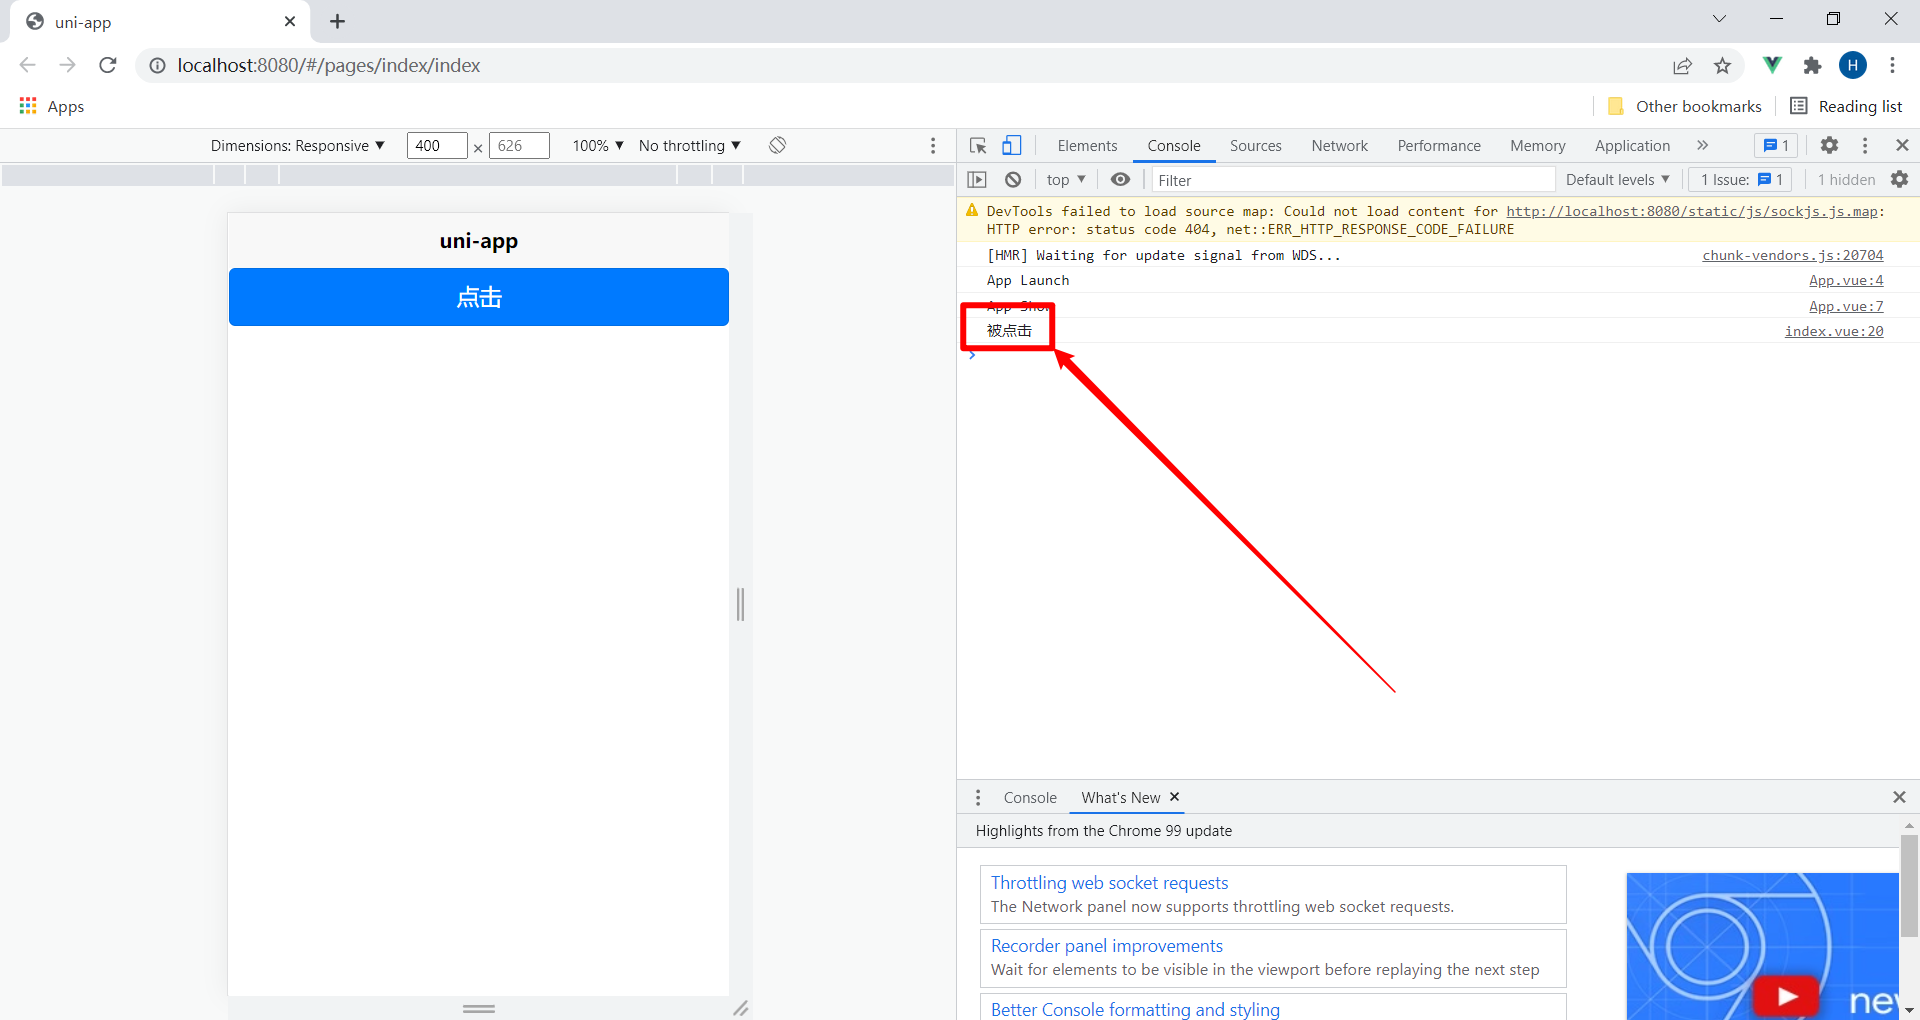 uni-app
localhost:8080/#/pages/index/index
H
Apps
Other bookmarks
Reading list
Dimensions: Responsive
400 × 626
100%
No throttling
Elements
Console
Sources
Network
Performance
Memory
Application
1
top
Filter
Default levels
1 Issue: 1
1 hidden
uni-app
点击
DevTools failed to load source map: Could not load content for http://localhost:8080/static/js/sockjs.js.map:
HTTP error: status code 404, net::ERR_HTTP_RESPONSE_CODE_FAILURE
[HMR] Waiting for update signal from WDS... chunk-vendors.js:20704
App Launch App.vue:4
App Show App.vue:7
被点击 index.vue:20
Console
What's New
Highlights from the Chrome 99 update
Throttling web socket requests
The Network panel now supports throttling web socket requests.
Recorder panel improvements
Wait for elements to be visible in the viewport before replaying the next step
Better Console formatting and styling